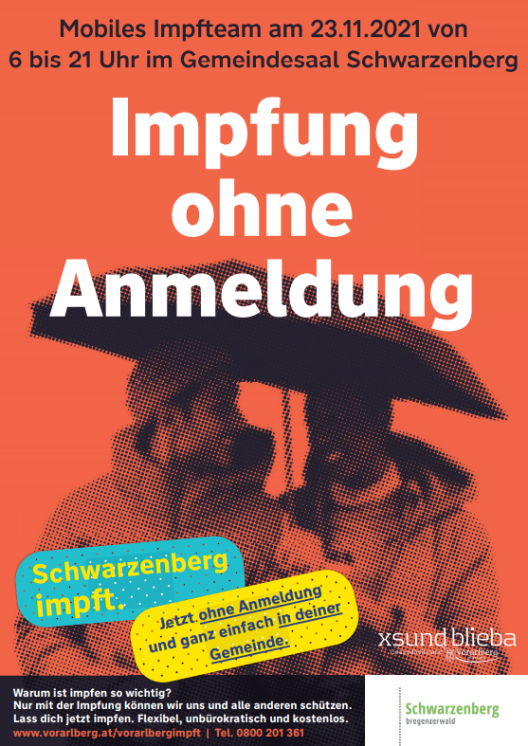 Mobiles Impfteam am 23.11.2021 von
6 bis 21 Uhr im Gemeindesaal Schwarzenberg
Impfung
ohne
Anmeldung
Schwarzenberg
impft.
Jetzt ohne Anmeldung
und ganz einfach in deiner
Gemeinde.
xsund blieba
Vorarlberg
Warum ist impfen so wichtig?
Nur mit der Impfung können wir uns und alle anderen schützen.
Lass dich jetzt impfen. Flexibel, unbürokratisch und kostenlos.
www.vorarlberg.at/vorarlbergimpft | Tel. 0800 201 361
Schwarzenberg
bregenzerwald